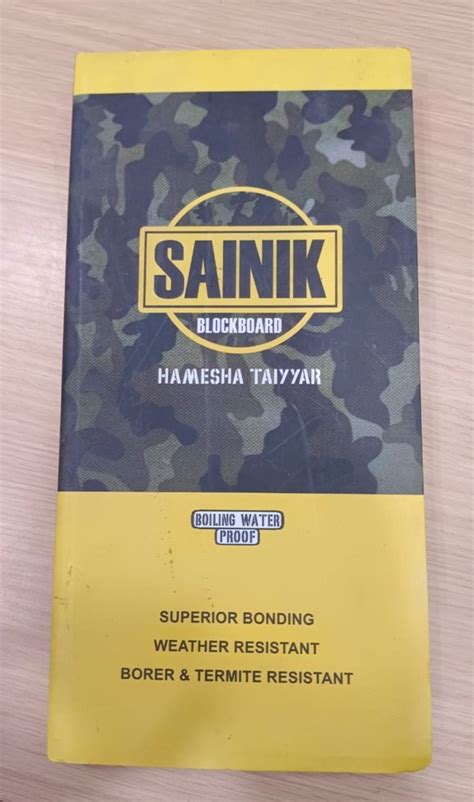 SAINIK
BLOCKBOARD
HAMESHA TAIYYAR
BOILING WATER
PROOF
SUPERIOR BONDING
WEATHER RESISTANT
BORER & TERMITE RESISTANT